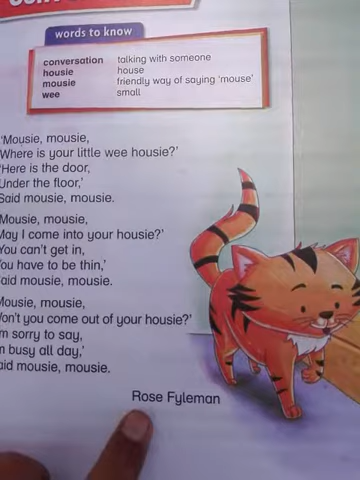 words to know
conversation talking with someone
housie house
mousie friendly way of saying 'mouse'
wee small
'Mousie, mousie,
Where is your little wee housie?'
'Here is the door,
Under the floor,'
Said mousie, mousie.
Mousie, mousie,
May I come into your housie?'
You can't get in,
You have to be thin,'
Said mousie, mousie.
Mousie, mousie,
Won't you come out of your housie?'
I'm sorry to say,
I'm busy all day,'
Said mousie, mousie.
Rose Fyleman